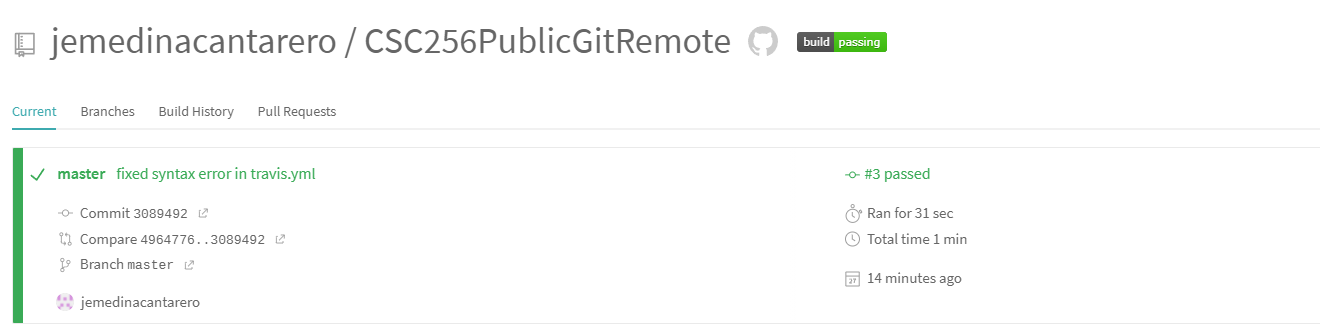 jemedinacantarero / CSC256PublicGitRemote build passing
Current Branches Build History Pull Requests
master fixed syntax error in travis.yml
#3 passed
Commit 3089492
Ran for 31 sec
Compare 4964776..3089492
Total time 1 min
Branch master
27
14 minutes ago
jemedinacantarero